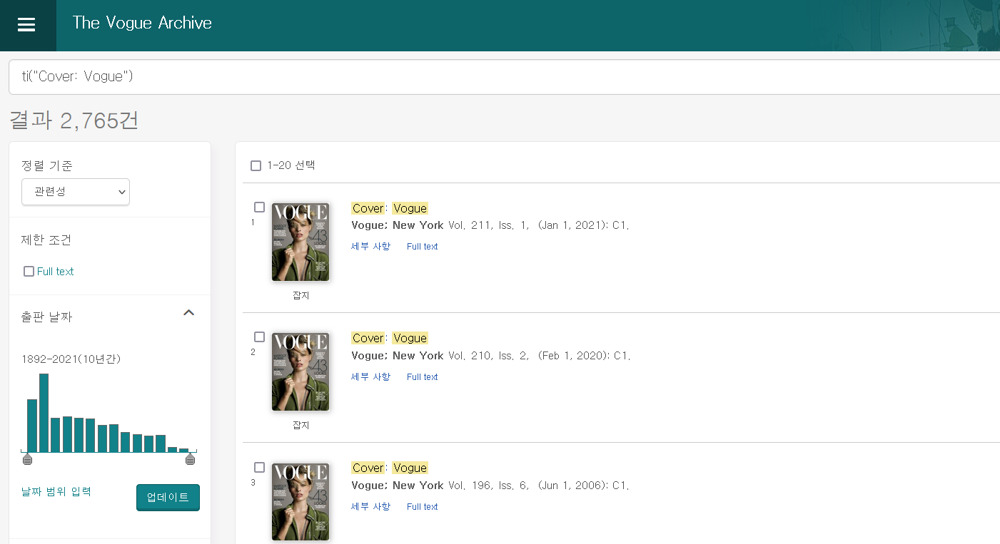 The Vogue Archive
ti("Cover: Vogue")
결과 2,765건
정렬 기준
관련성
제한 조건
Full text
출판 날짜
1892-2021(10년간)
날짜 범위 입력
업데이트
1-20 선택
1
VOGUE
43
잡지
Cover: Vogue
Vogue; New York Vol. 211, Iss. 1, (Jan 1, 2021): C1.
세부 사항 Full text
2
VOGUE
43
잡지
Cover: Vogue
Vogue; New York Vol. 210, Iss. 2, (Feb 1, 2020): C1.
세부 사항 Full text
3
VOGUE
43
Cover: Vogue
Vogue; New York Vol. 196, Iss. 6, (Jun 1, 2006): C1.
세부 사항 Full text